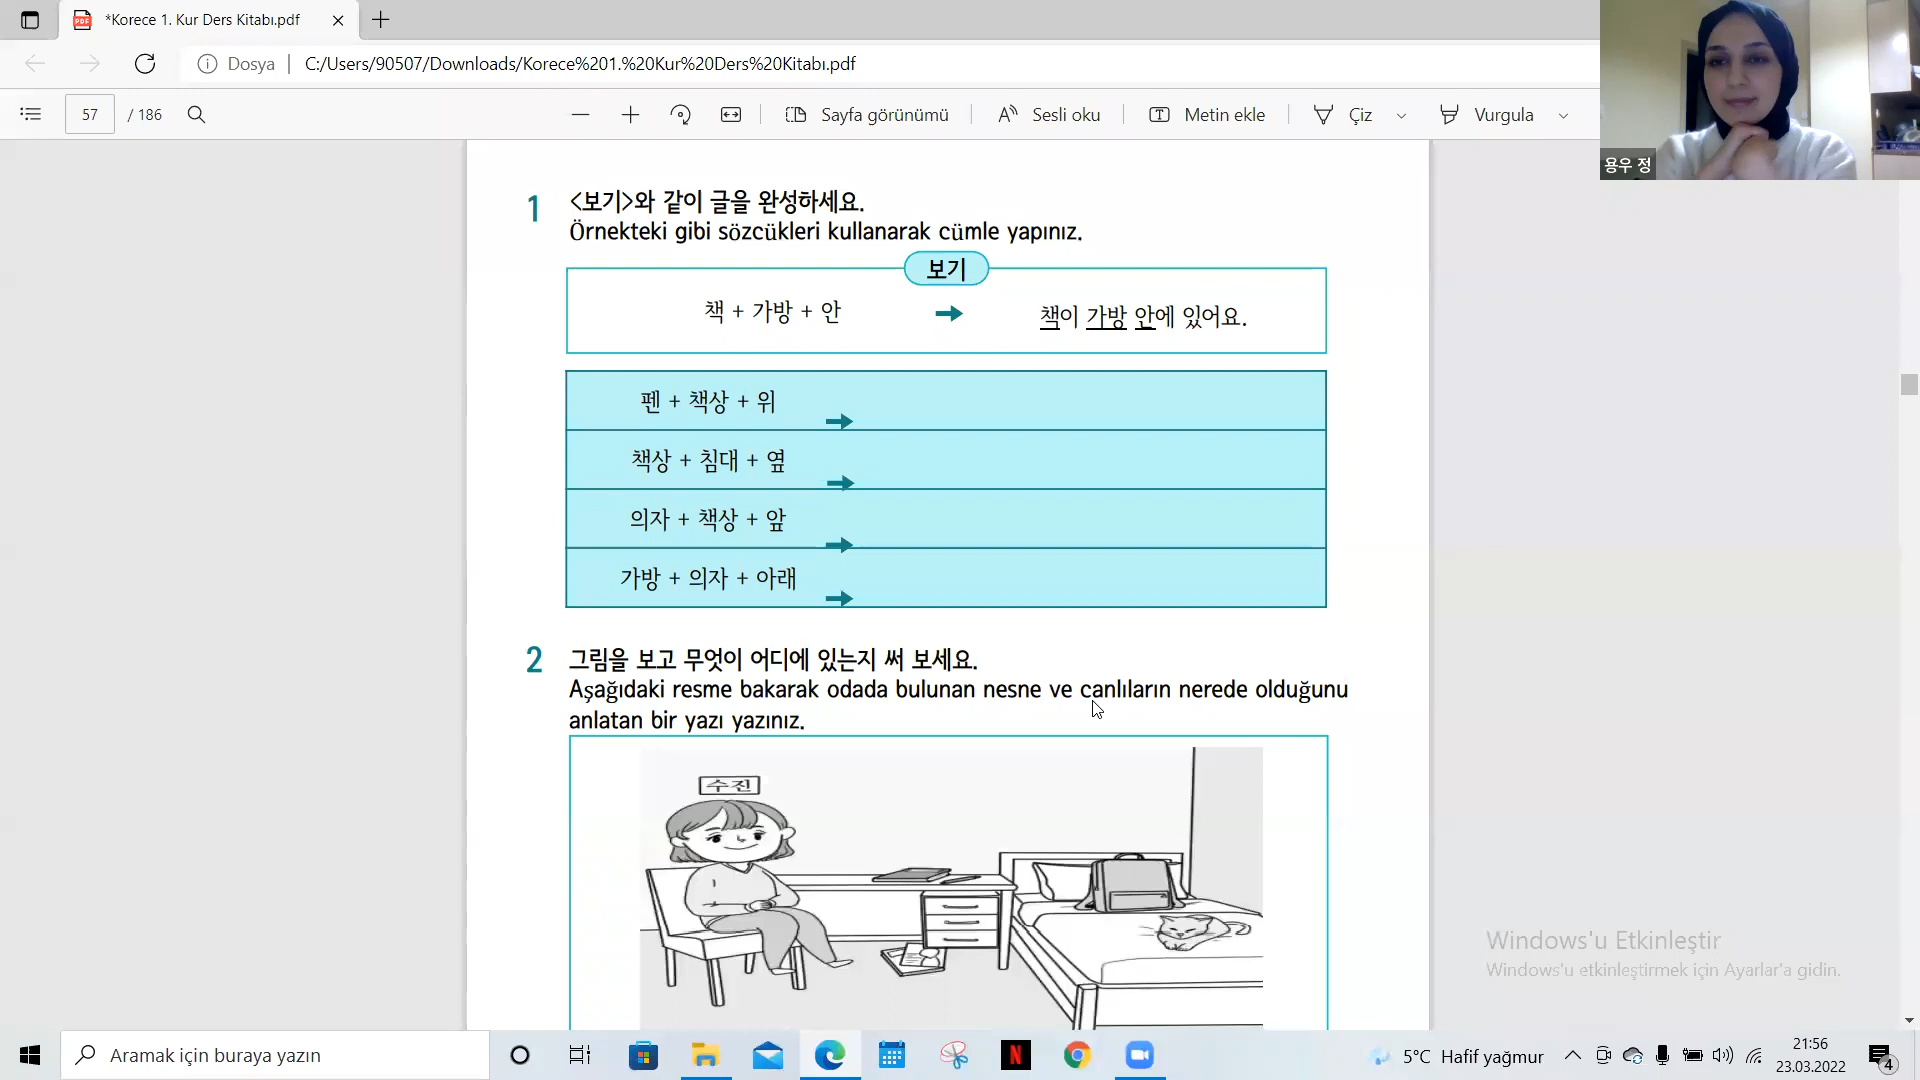 *Korece 1. Kur Ders Kitabı.pdf
Dosya
C:/Users/90507/Downloads/Korece%201.%20Kur%20Ders%20Kitabı.pdf
57 / 186
Sayfa görünümü
Sesli oku
Metin ekle
Çiz
Vurgula
용우 정
1 <보기>와 같이 글을 완성하세요.
Örnekteki gibi sözcükleri kullanarak cümle yapınız.
보기
책 + 가방 + 안 → 책이 가방 안에 있어요.
펜 + 책상 + 위 →
책상 + 침대 + 옆 →
의자 + 책상 + 앞 →
가방 + 의자 + 아래 →
2 그림을 보고 무엇이 어디에 있는지 써 보세요.
Aşağıdaki resme bakarak odada bulunan nesne ve canlıların nerede olduğunu
anlatan bir yazı yazınız.
수진
Windows'u Etkinleştir
Windows'u etkinleştirmek için Ayarlar'a gidin.
Aramak için buraya yazın
N
5°C Hafif yağmur
21:56
23.03.2022
4